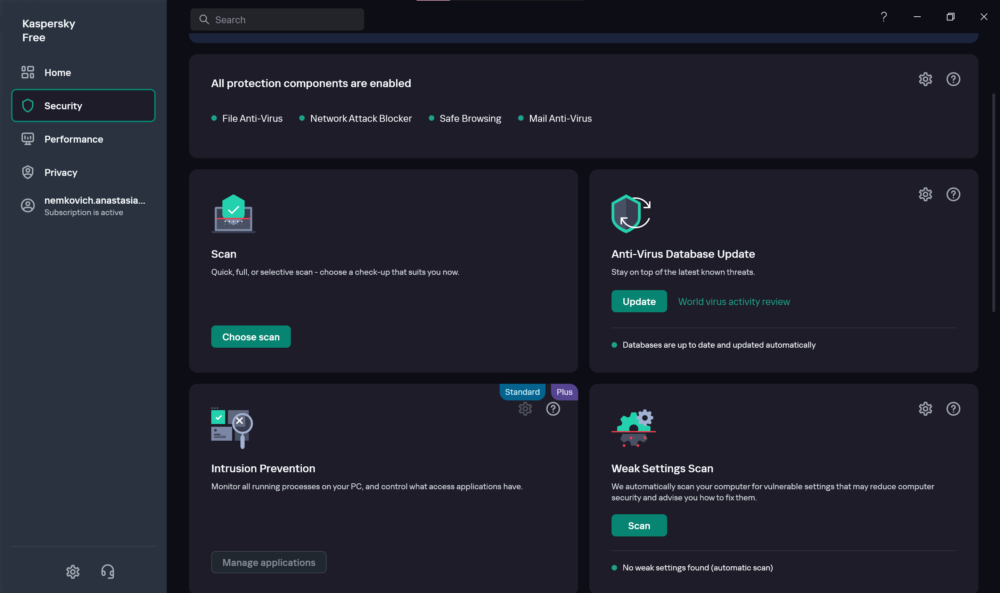 Kaspersky
Free
Home
Security
Performance
Privacy
nemkovich.anastasia...
Subscription is active
Search
All protection components are enabled
File Anti-Virus
Network Attack Blocker
Safe Browsing
Mail Anti-Virus
Scan
Quick, full, or selective scan - choose a check-up that suits you now.
Choose scan
Anti-Virus Database Update
Stay on top of the latest known threats.
Update
World virus activity review
Databases are up to date and updated automatically
Standard
Plus
Intrusion Prevention
Monitor all running processes on your PC, and control what access applications have.
Manage applications
Weak Settings Scan
We automatically scan your computer for vulnerable settings that may reduce computer
security and advise you how to fix them.
Scan
No weak settings found (automatic scan)